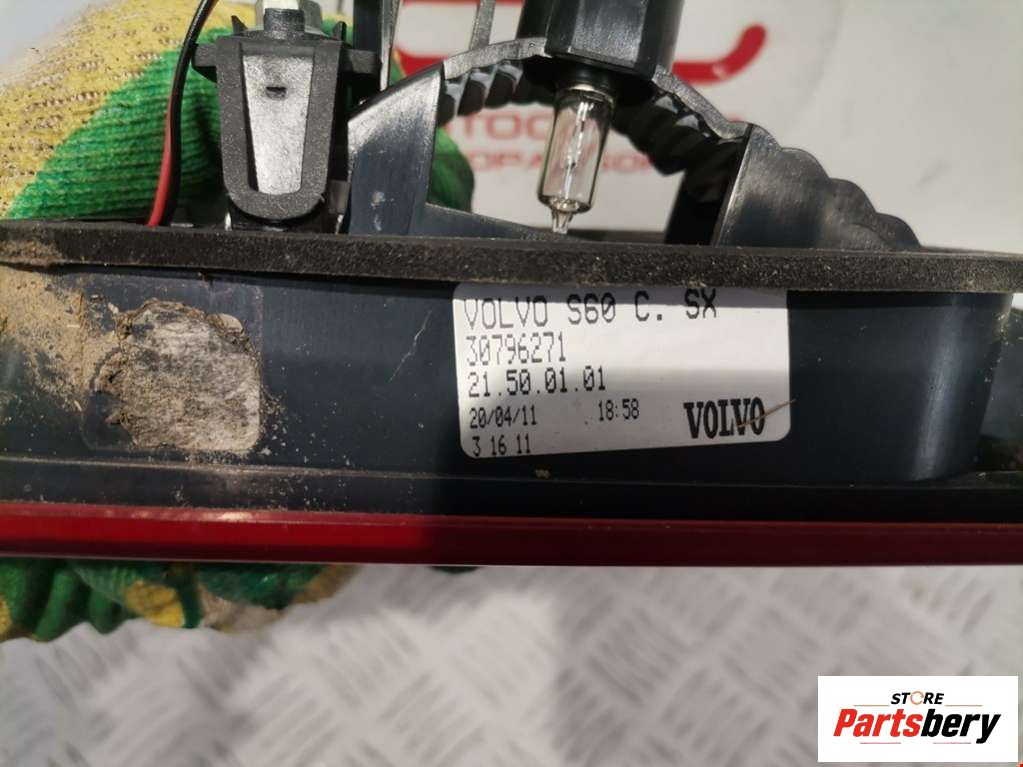 VOLVO S60 C. SX
30796271
21.50.01.01
20/04/11 18:58
3 16 11
VOLVO
STORE
Partsbery